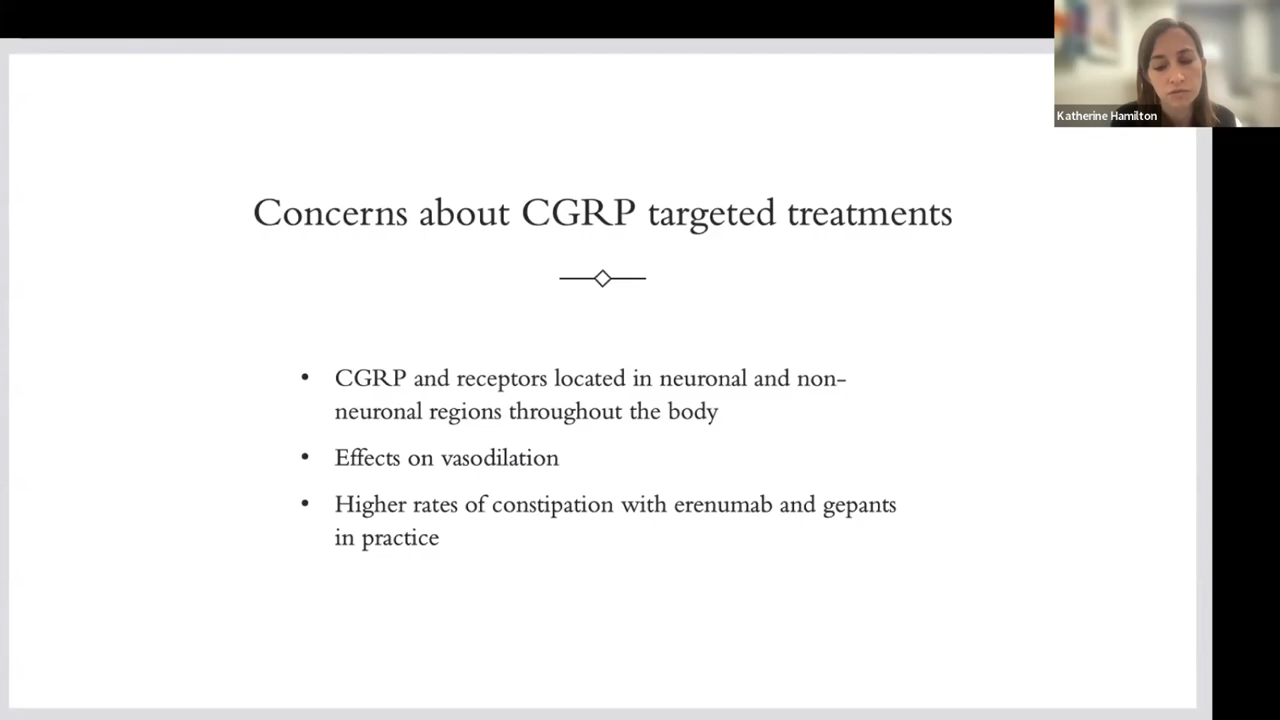 Katherine Hamilton
Concerns about CGRP targeted treatments
• CGRP and receptors located in neuronal and non-
neuronal regions throughout the body
• Effects on vasodilation
• Higher rates of constipation with erenumab and gepants
in practice